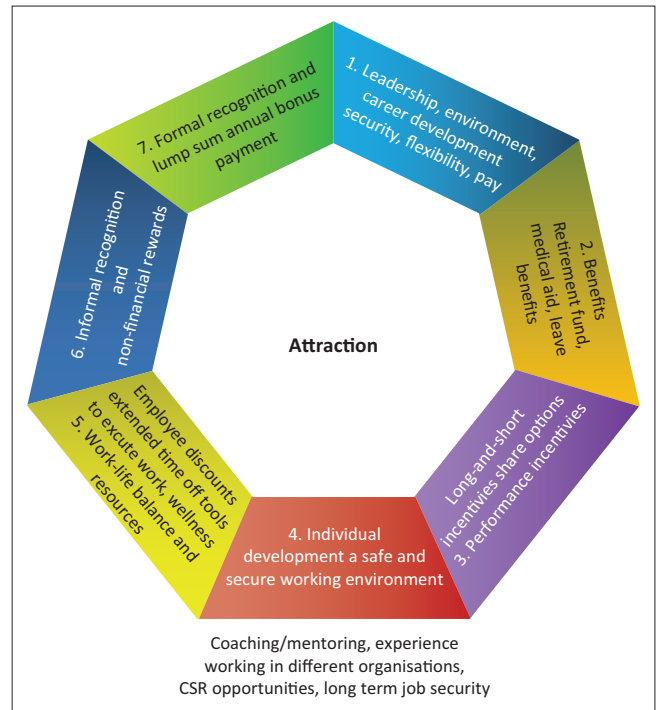 1. Leadership, environment,
career development
security, flexibility, pay
2. Benefits
Retirement fund,
medical aid, leave
benefits
Long-and-short
incentivies share options
3. Performance incentivies
4. Individual
development a safe and
secure working environment
Coaching/mentoring, experience
working in different organisations,
CSR opportunities, long term job security
Employee discounts
extended time off tools
to excute work, wellness
5. Work-life balance and
resources
6. Informal recognition
and
non-financial rewards
7. Formal recognition and
lump sum annual bonus
payment
Attraction